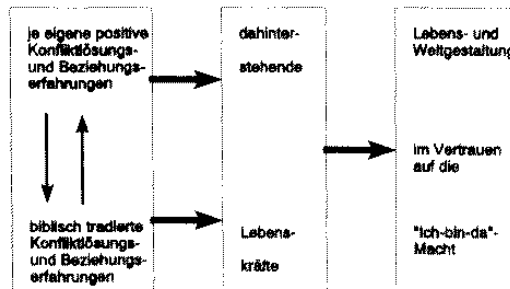 je eigene positive
Konfliktlösungs-
und Beziehungs-
erfahrungen
biblisch tradierte
Konfliktlösungs-
und Beziehungs-
erfahrungen
dahinter-
stehende
Lebens-
kräfte
Lebens- und
Weltgestaltung
im Vertrauen
auf die
"Ich-bin-da"-
Macht